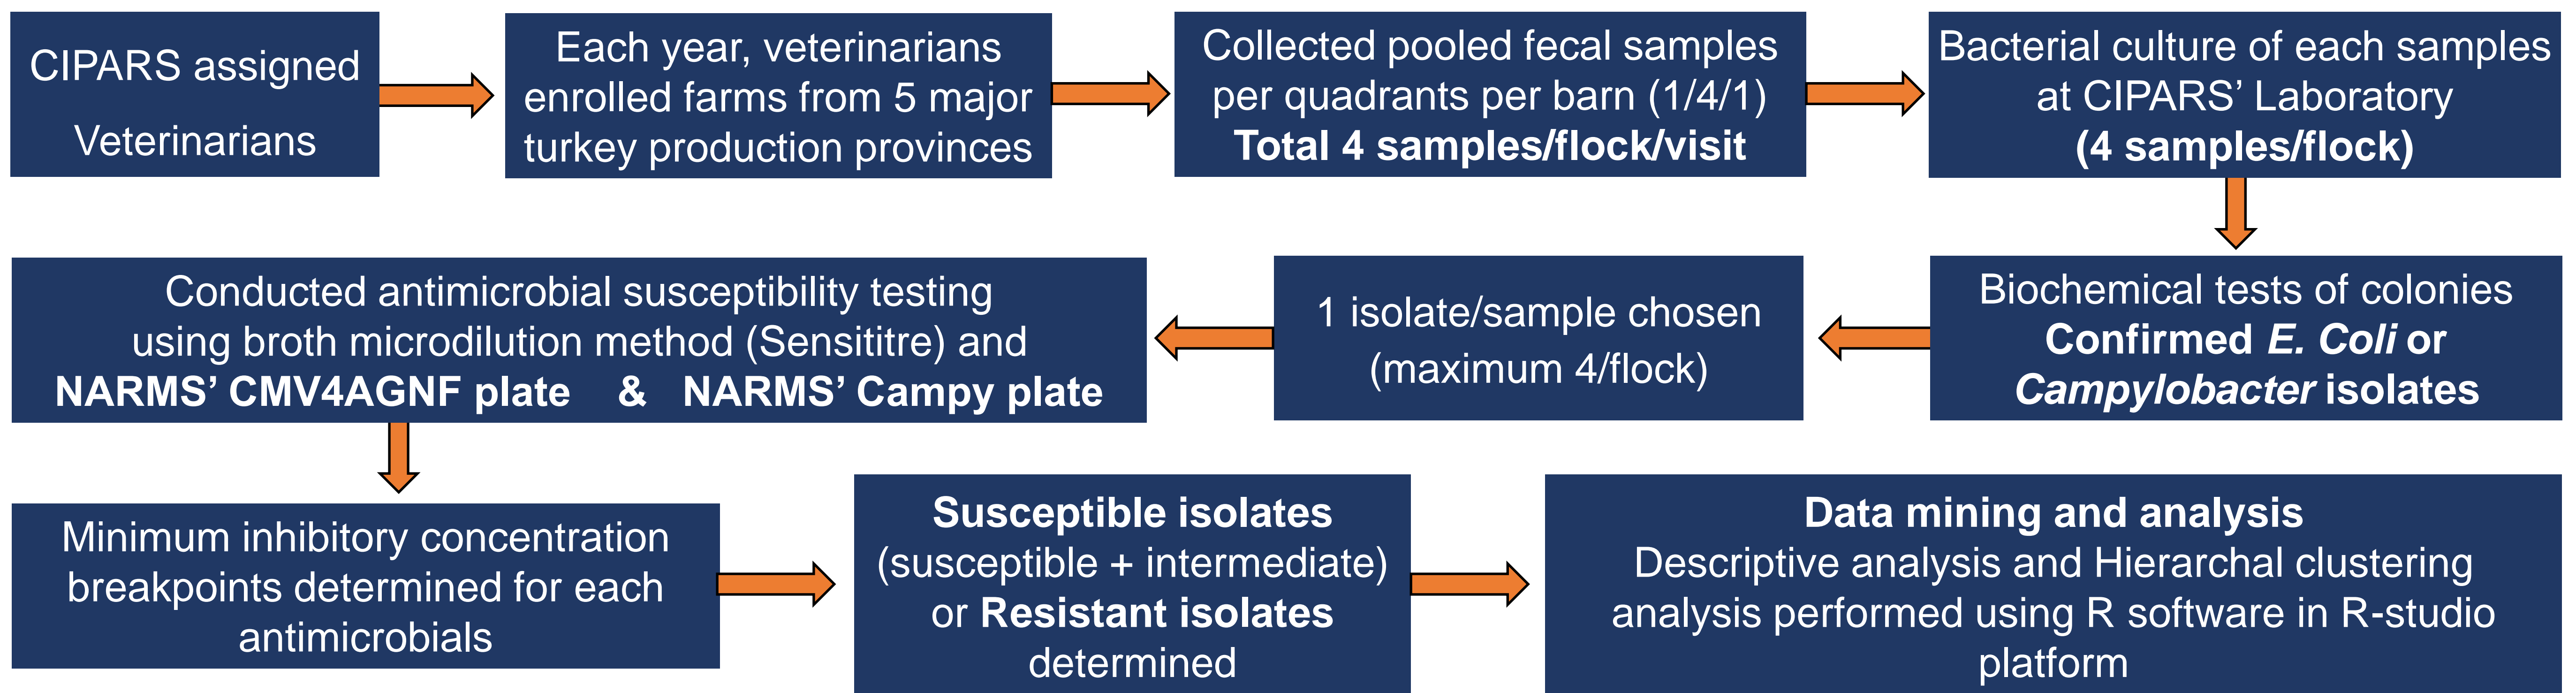 CIPARS assigned
Veterinarians
Each year, veterinarians
enrolled farms from 5 major
turkey production provinces
Collected pooled fecal samples
per quadrants per barn (1/4/1)
Total 4 samples/flock/visit
Bacterial culture of each samples
at CIPARS’ Laboratory
(4 samples/flock)
Biochemical tests of colonies
Confirmed E. Coli or
Campylobacter isolates
1 isolate/sample chosen
(maximum 4/flock)
Conducted antimicrobial susceptibility testing
using broth microdilution method (Sensititre) and
NARMS’ CMV4AGNF plate & NARMS’ Campy plate
Minimum inhibitory concentration
breakpoints determined for each
antimicrobials
Susceptible isolates
(susceptible + intermediate)
or Resistant isolates
determined
Data mining and analysis
Descriptive analysis and Hierarchal clustering
analysis performed using R software in R-studio
platform